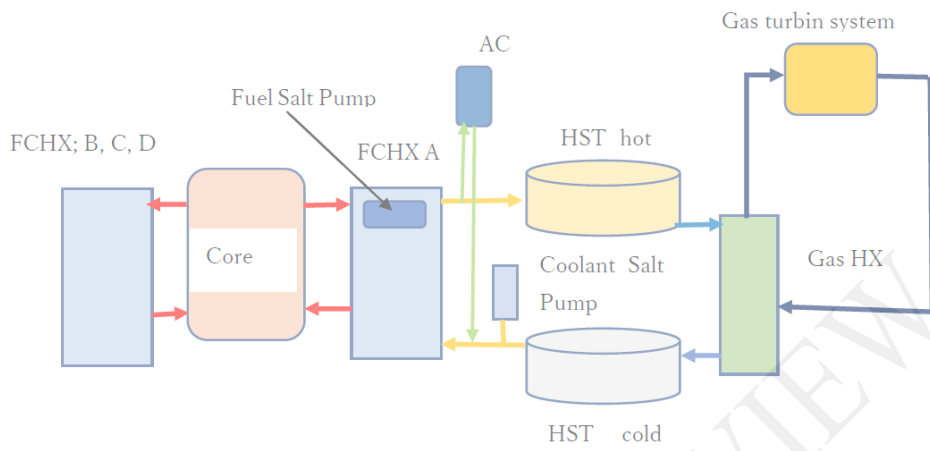 Gas turbin system
AC
Fuel Salt Pump
FCHX; B, C, D
FCHX A
HST hot
Core
Coolant Salt
Pump
Gas HX
HST cold
VIEW